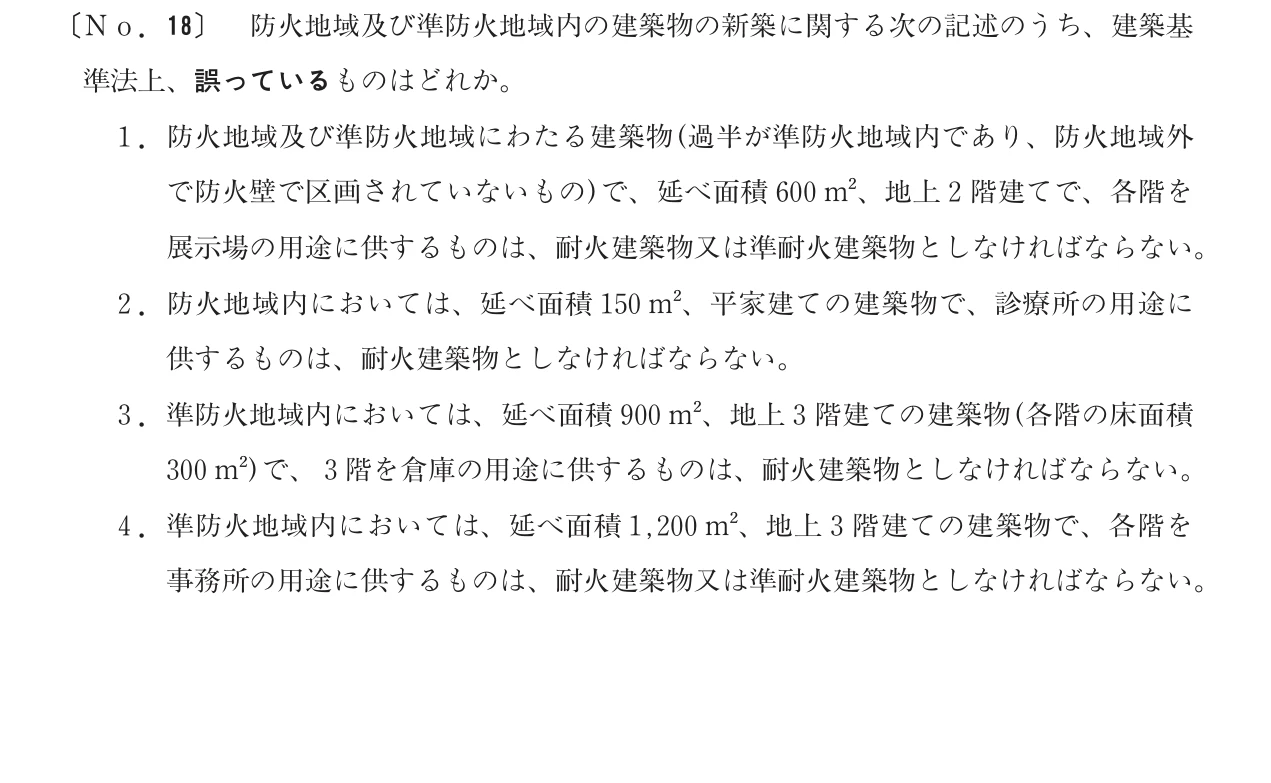 〔Ｎｏ．18〕　防火地域及び準防火地域内の建築物の新築に関する次の記述のうち、建築基
準法上、誤っているものはどれか。
１．防火地域及び準防火地域にわたる建築物(過半が準防火地域内であり、防火地域外
で防火壁で区画されていないもの)で、延べ面積 600 m²、地上 2 階建てで、各階を
展示場の用途に供するものは、耐火建築物又は準耐火建築物としなければならない。
２．防火地域内においては、延べ面積 150 m²、平家建ての建築物で、診療所の用途に
供するものは、耐火建築物としなければならない。
３．準防火地域内においては、延べ面積 900 m²、地上 3 階建ての建築物(各階の床面積
300 m²)で、 3 階を倉庫の用途に供するものは、耐火建築物としなければならない。
４．準防火地域内においては、延べ面積 1,200 m²、地上 3 階建ての建築物で、各階を
事務所の用途に供するものは、耐火建築物又は準耐火建築物としなければならない。